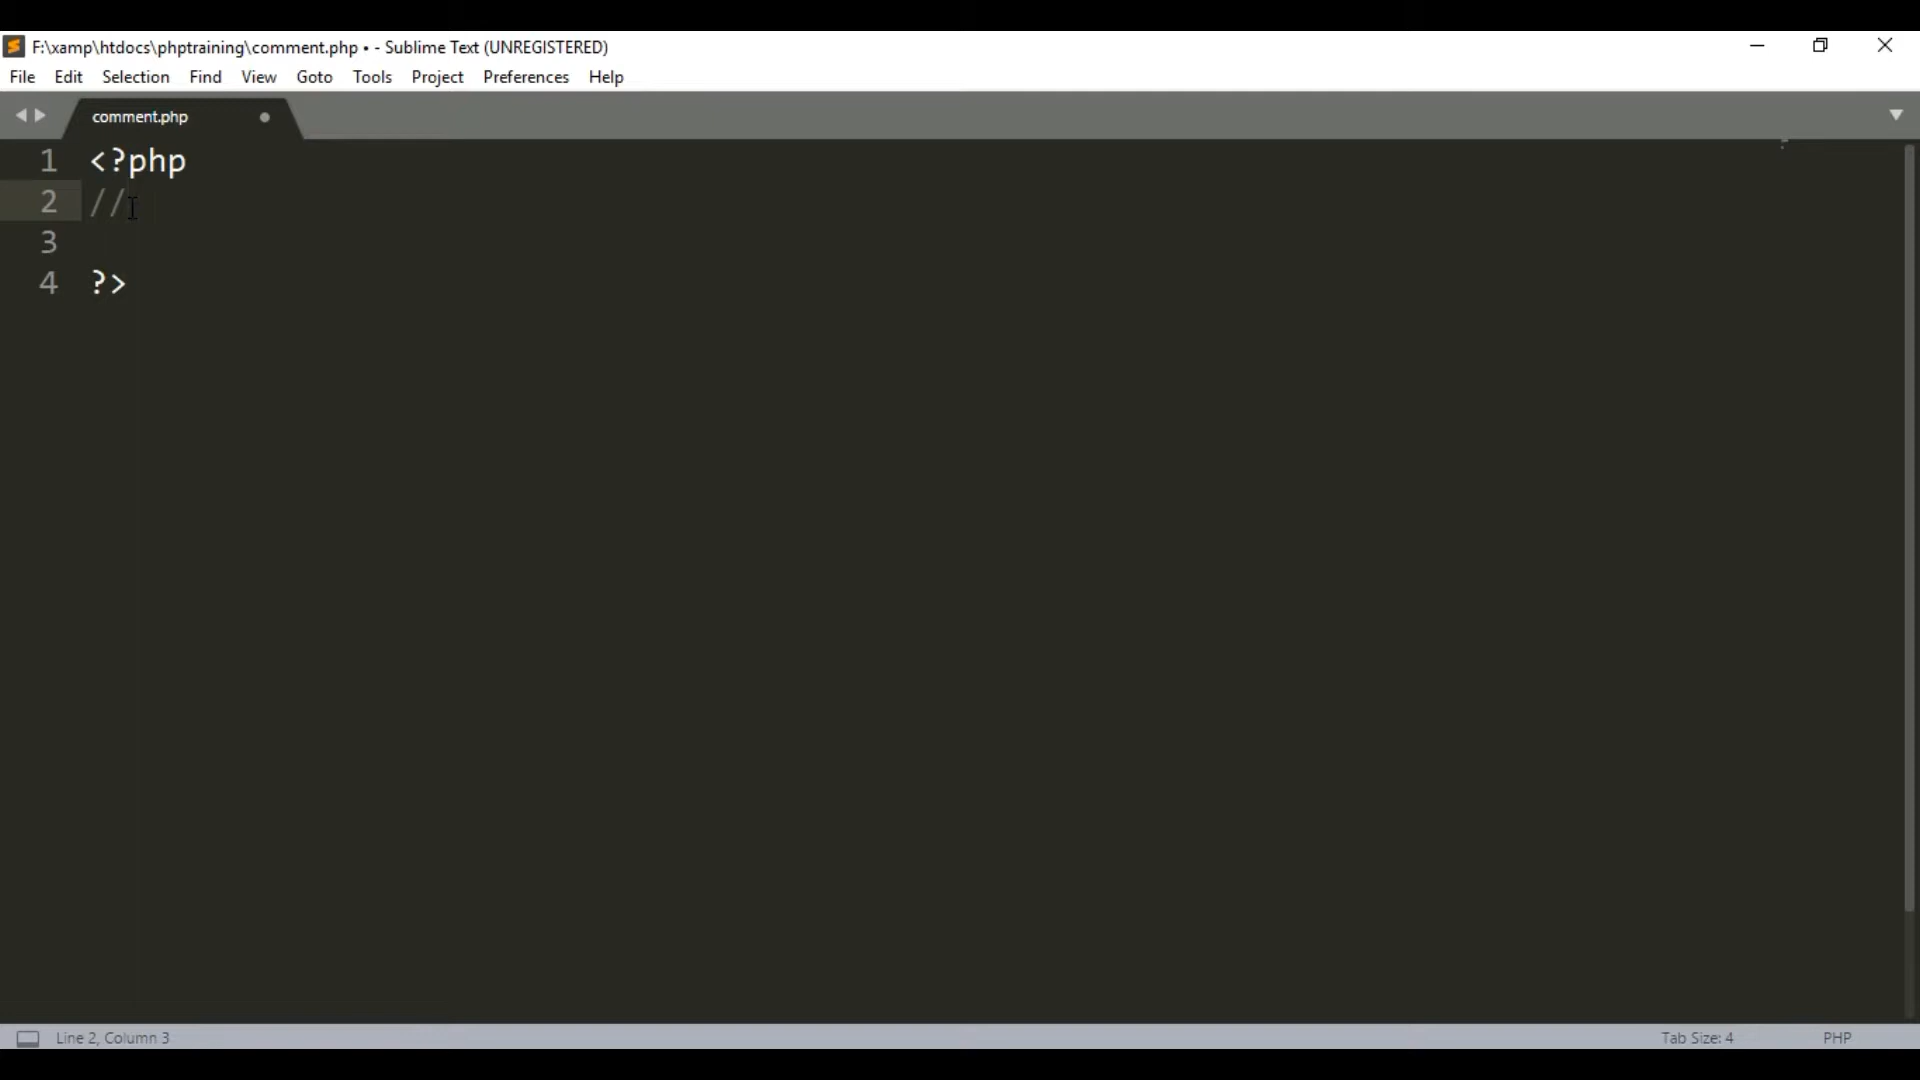 F:\xamp\htdocs\phptraining\comment.php • - Sublime Text (UNREGISTERED)
File Edit Selection Find View Goto Tools Project Preferences Help
comment.php
1 <?php
2 //
3
4 ?>
Line 2, Column 3 Tab Size: 4 PHP